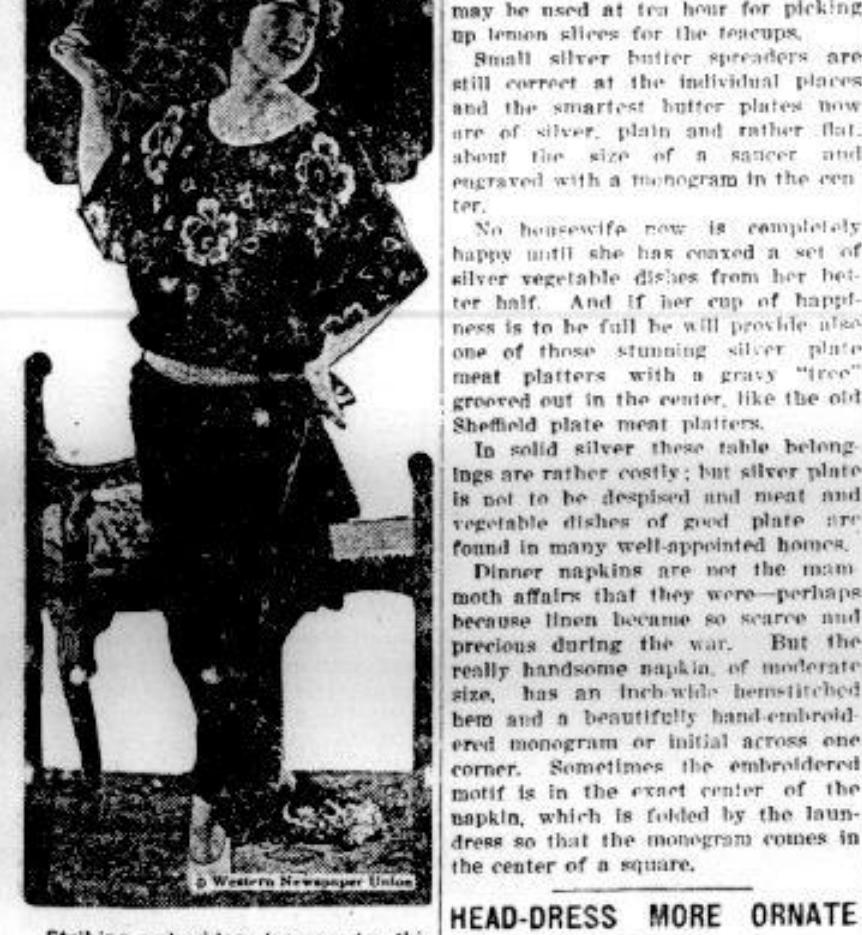 © Western Newspaper Union
may be used at tea hour for picking
up lemon slices for the teacups.
Small silver butter spreaders are
still correct at the individual places
and the smartest butter plates now
are of silver, plain and rather flat,
about the size of a saucer and
engraved with a monogram in the cen
ter.
No housewife now is completely
happy until she has coaxed a set of
silver vegetable dishes from her bet-
ter half. And if her cup of happi-
ness is to be full he will provide also
one of those stunning silver plate
meat platters with a gravy "tree"
grooved out in the center, like the old
Sheffield plate meat platters.
In solid silver these table belong-
ings are rather costly; but silver plate
is not to be despised and meat and
vegetable dishes of good plate are
found in many well-appointed homes.
Dinner napkins are not the mam
moth affairs that they were—perhaps
because linen became so scarce and
precious during the war. But the
really handsome napkin, of moderate
size, has an inch-wide hemstitched
hem and a beautifully hand-embroid-
ered monogram or initial across one
corner. Sometimes the embroidered
motif is in the exact center of the
napkin, which is folded by the laun-
dress so that the monogram comes in
the center of a square.
HEAD-DRESS MORE ORNATE